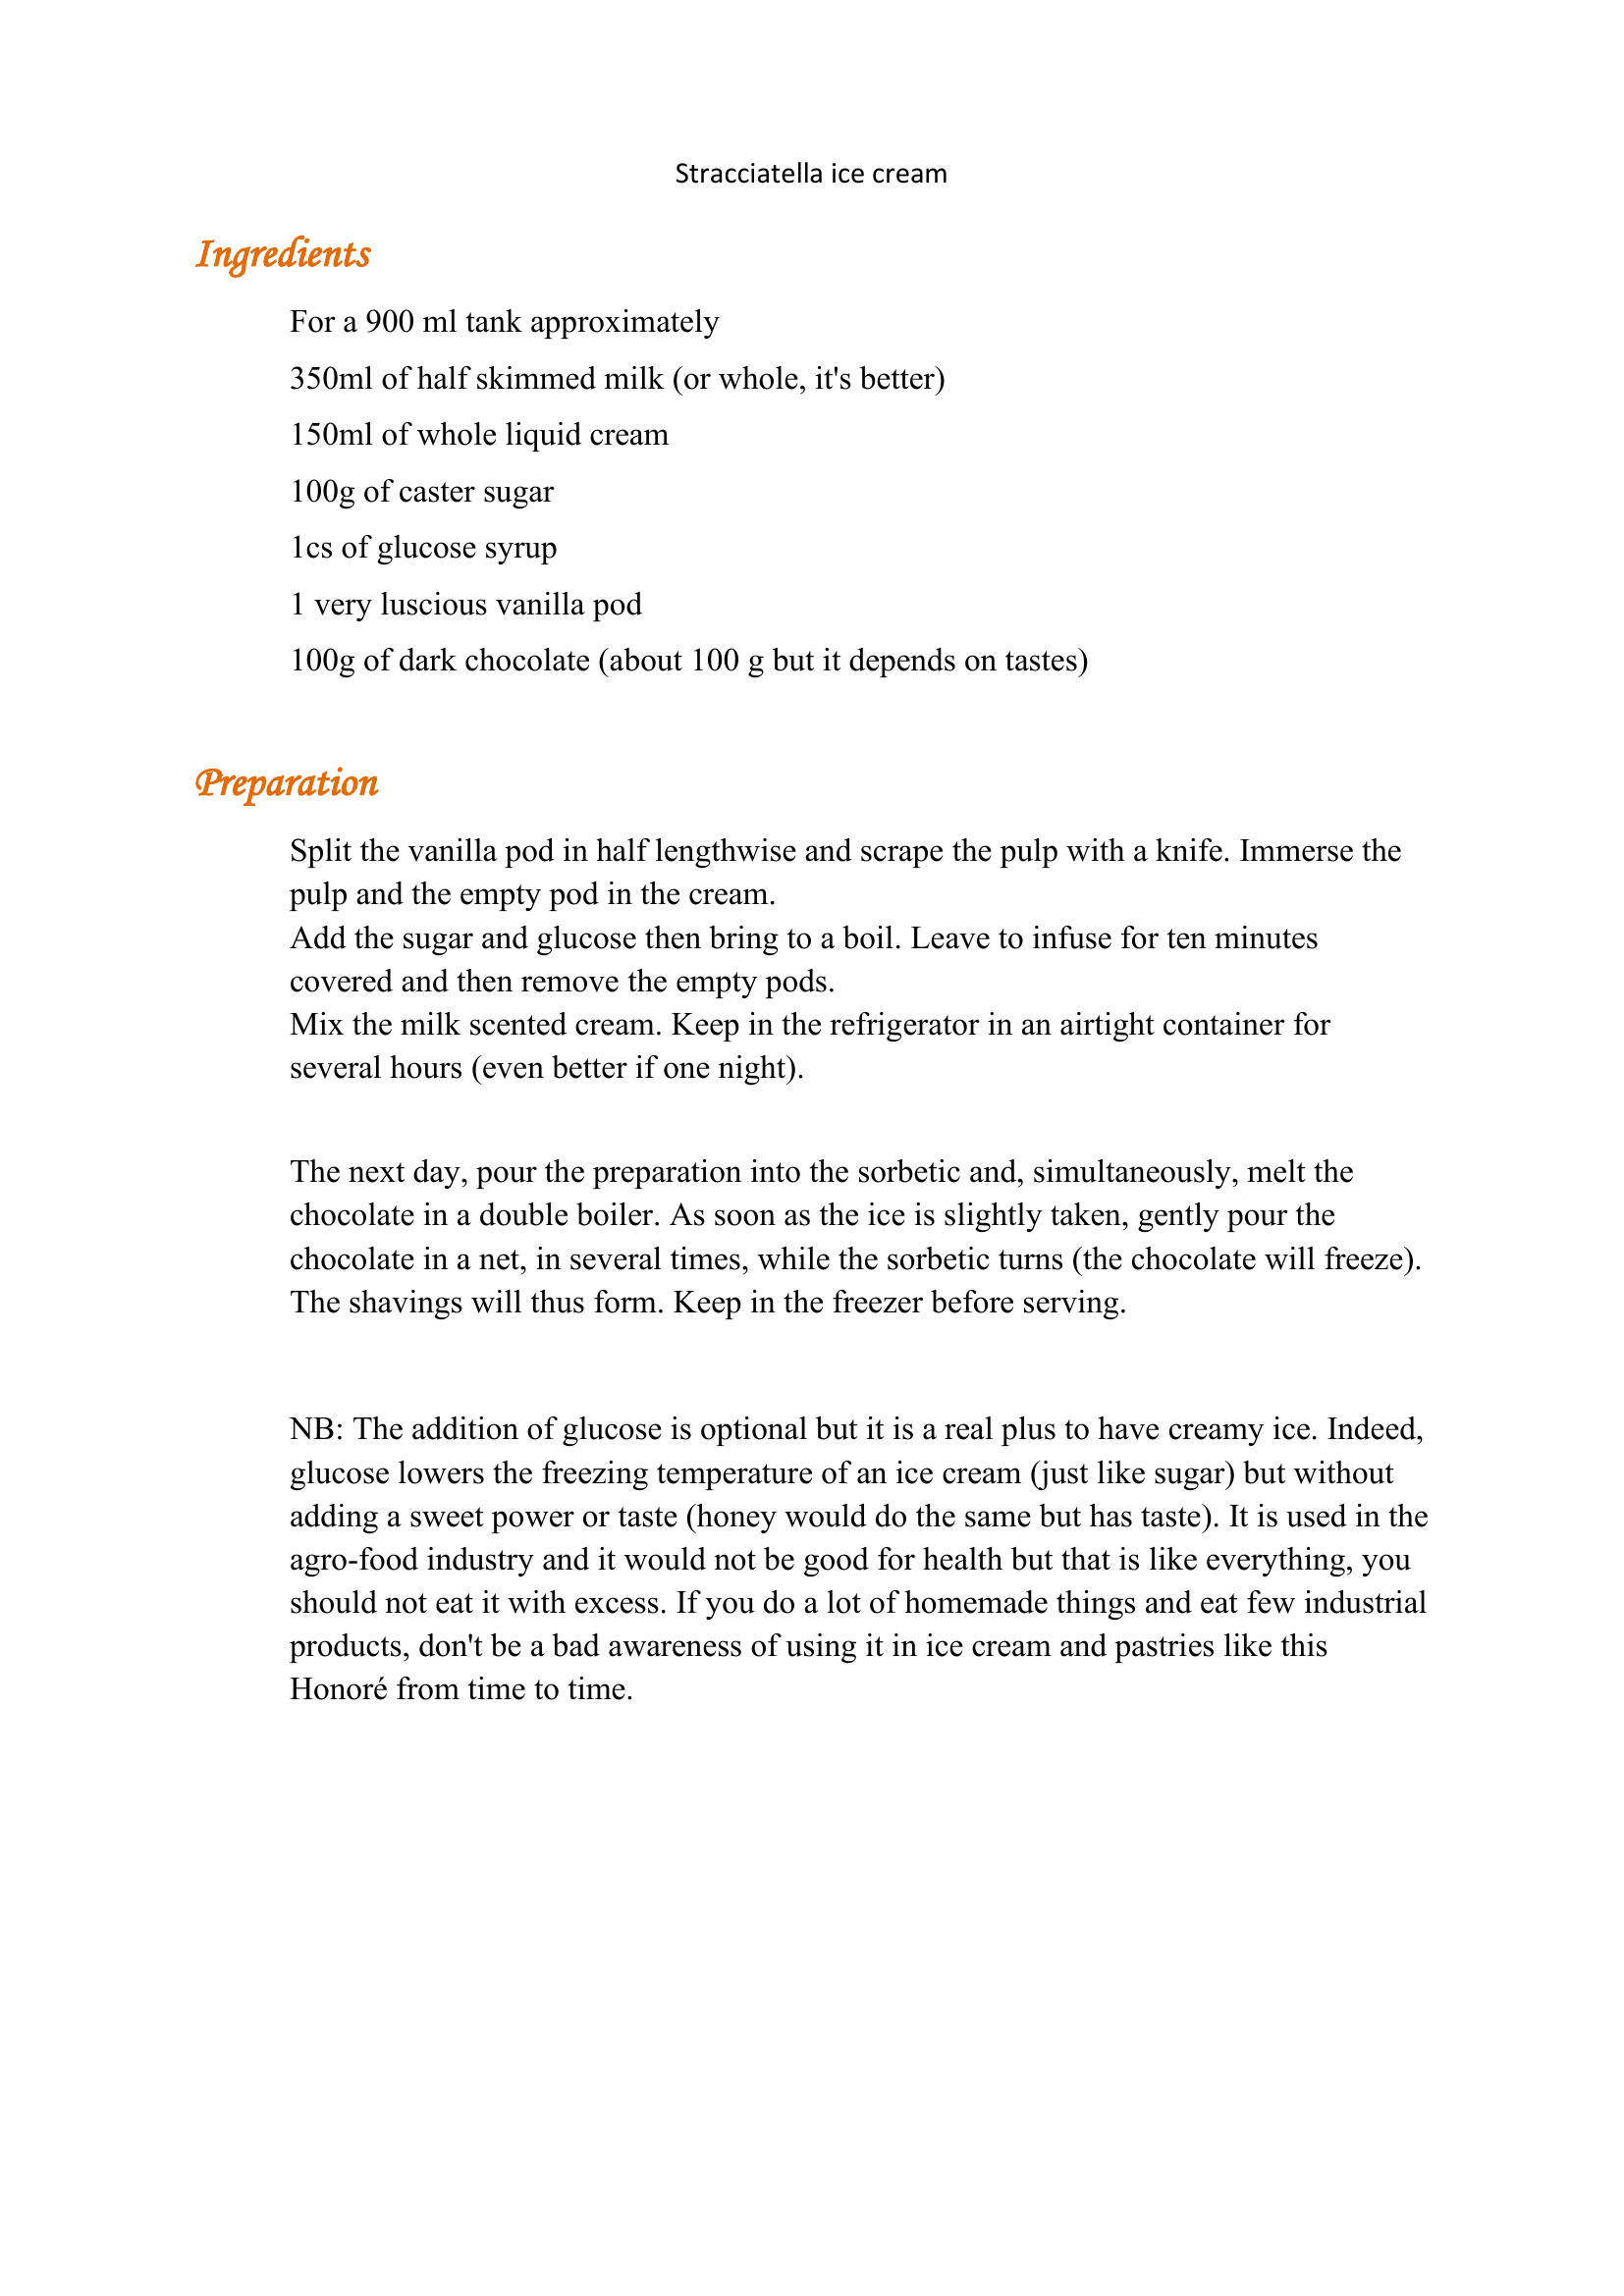 Stracciatella ice cream
Ingredients
For a 900 ml tank approximately
350ml of half skimmed milk (or whole, it's better)
150ml of whole liquid cream
100g of caster sugar
1cs of glucose syrup
1 very luscious vanilla pod
100g of dark chocolate (about 100 g but it depends on tastes)
Preparation
Split the vanilla pod in half lengthwise and scrape the pulp with a knife. Immerse the
pulp and the empty pod in the cream.
Add the sugar and glucose then bring to a boil. Leave to infuse for ten minutes
covered and then remove the empty pods.
Mix the milk scented cream. Keep in the refrigerator in an airtight container for
several hours (even better if one night).
The next day, pour the preparation into the sorbetic and, simultaneously, melt the
chocolate in a double boiler. As soon as the ice is slightly taken, gently pour the
chocolate in a net, in several times, while the sorbetic turns (the chocolate will freeze).
The shavings will thus form. Keep in the freezer before serving.
NB: The addition of glucose is optional but it is a real plus to have creamy ice. Indeed,
glucose lowers the freezing temperature of an ice cream (just like sugar) but without
adding a sweet power or taste (honey would do the same but has taste). It is used in the
agro-food industry and it would not be good for health but that is like everything, you
should not eat it with excess. If you do a lot of homemade things and eat few industrial
products, don't be a bad awareness of using it in ice cream and pastries like this
Honoré from time to time.